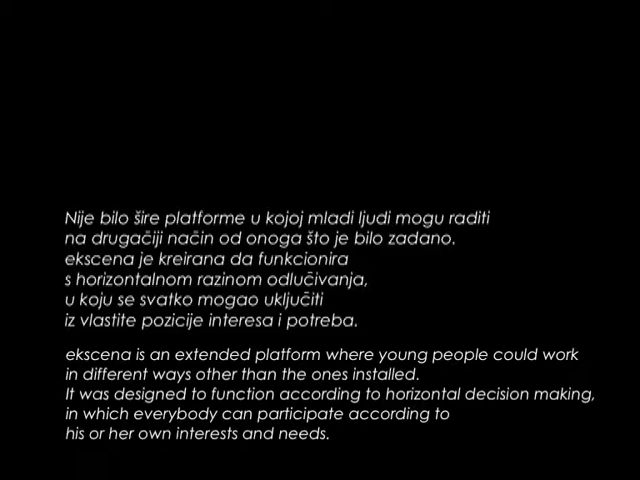 Nije bilo šire platforme u kojoj mladi ljudi mogu raditi
na drugačiji način od onoga što je bilo zadano.
ekscena je kreirana da funkcionira
s horizontalnom razinom odlučivanja,
u koju se svatko mogao uključiti
iz vlastite pozicije interesa i potreba.
ekscena is an extended platform where young people could work
in different ways other than the ones installed.
It was designed to function according to horizontal decision making,
in which everybody can participate according to
his or her own interests and needs.